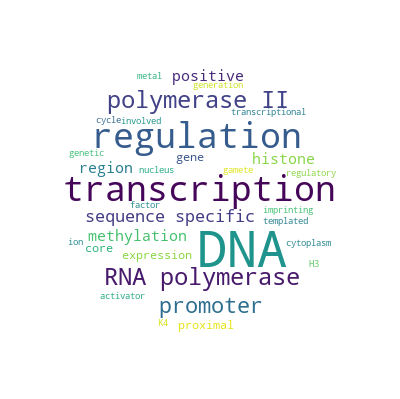 metal positive
generation
polymerase II
transcriptional
cycle involved
regulation
genetic gene histone
region nucleus gamete regulatory
transcription
factor
sequence specific imprinting
templated
methylation DNA
ion core cytoplasm
expression
H3
RNA polymerase
activator promoter
K4 proximal